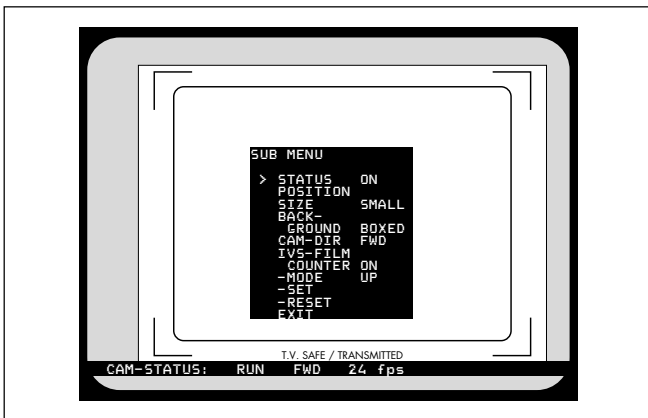 SUB MENU
> STATUS ON
POSITION
SIZE SMALL
BACK-
GROUND BOXED
CAM-DIR FWD
IVS-FILM
COUNTER ON
-MODE UP
-SET
-RESET
EXIT
T.V. SAFE / TRANSMITTED
CAM-STATUS: RUN FWD 24 fps